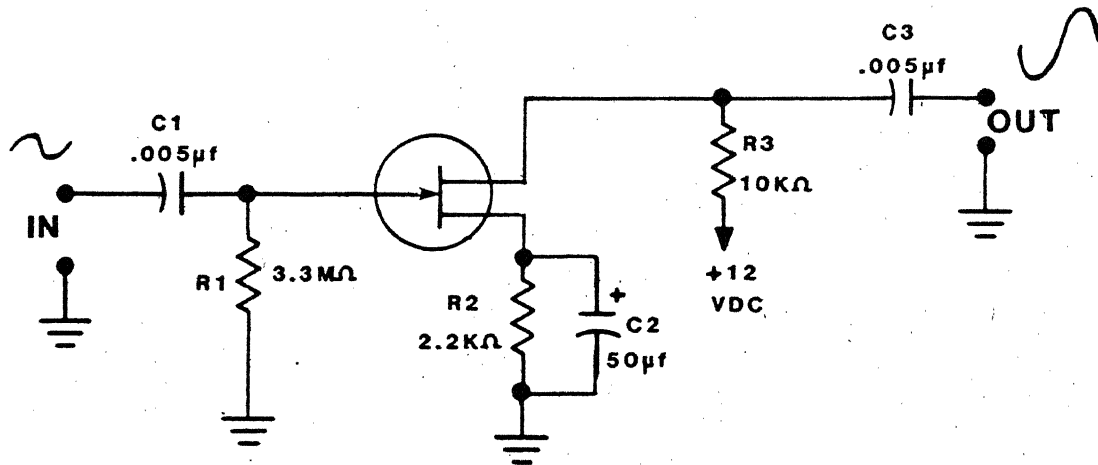 C3
.005µf
OUT
C1
.005µf
R3
10KΩ
IN
R1
3.3MΩ
+12
VDC
R2
2.2KΩ
+
C2
50µf